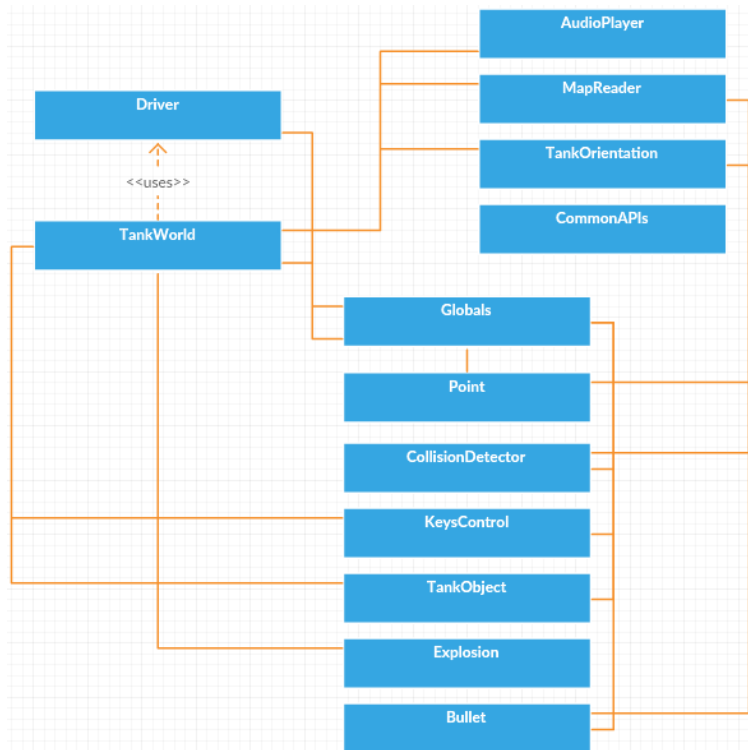 AudioPlayer
MapReader
Driver
TankOrientation
<<uses>>
CommonAPIs
TankWorld
Globals
Point
CollisionDetector
KeysControl
TankObject
Explosion
Bullet